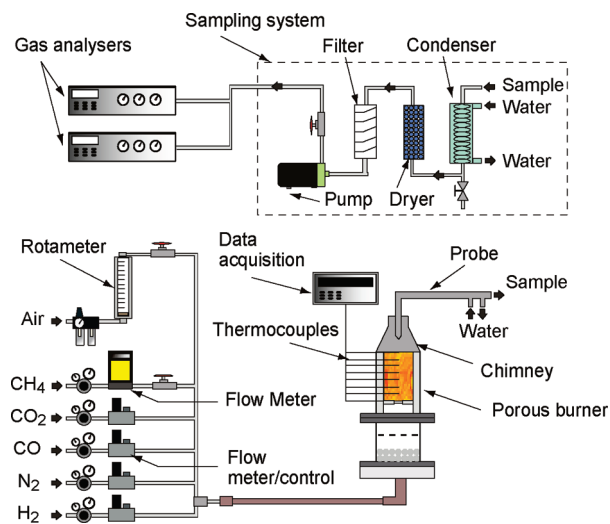 Sampling system
Gas analysers
Filter
Condenser
Sample
Water
Water
Pump
Dryer
Rotameter
Data
acquisition
Probe
Sample
Air
Water
Thermocouples
Chimney
CH4
Flow Meter
Porous burner
CO2
CO
Flow
meter/control
N2
H2